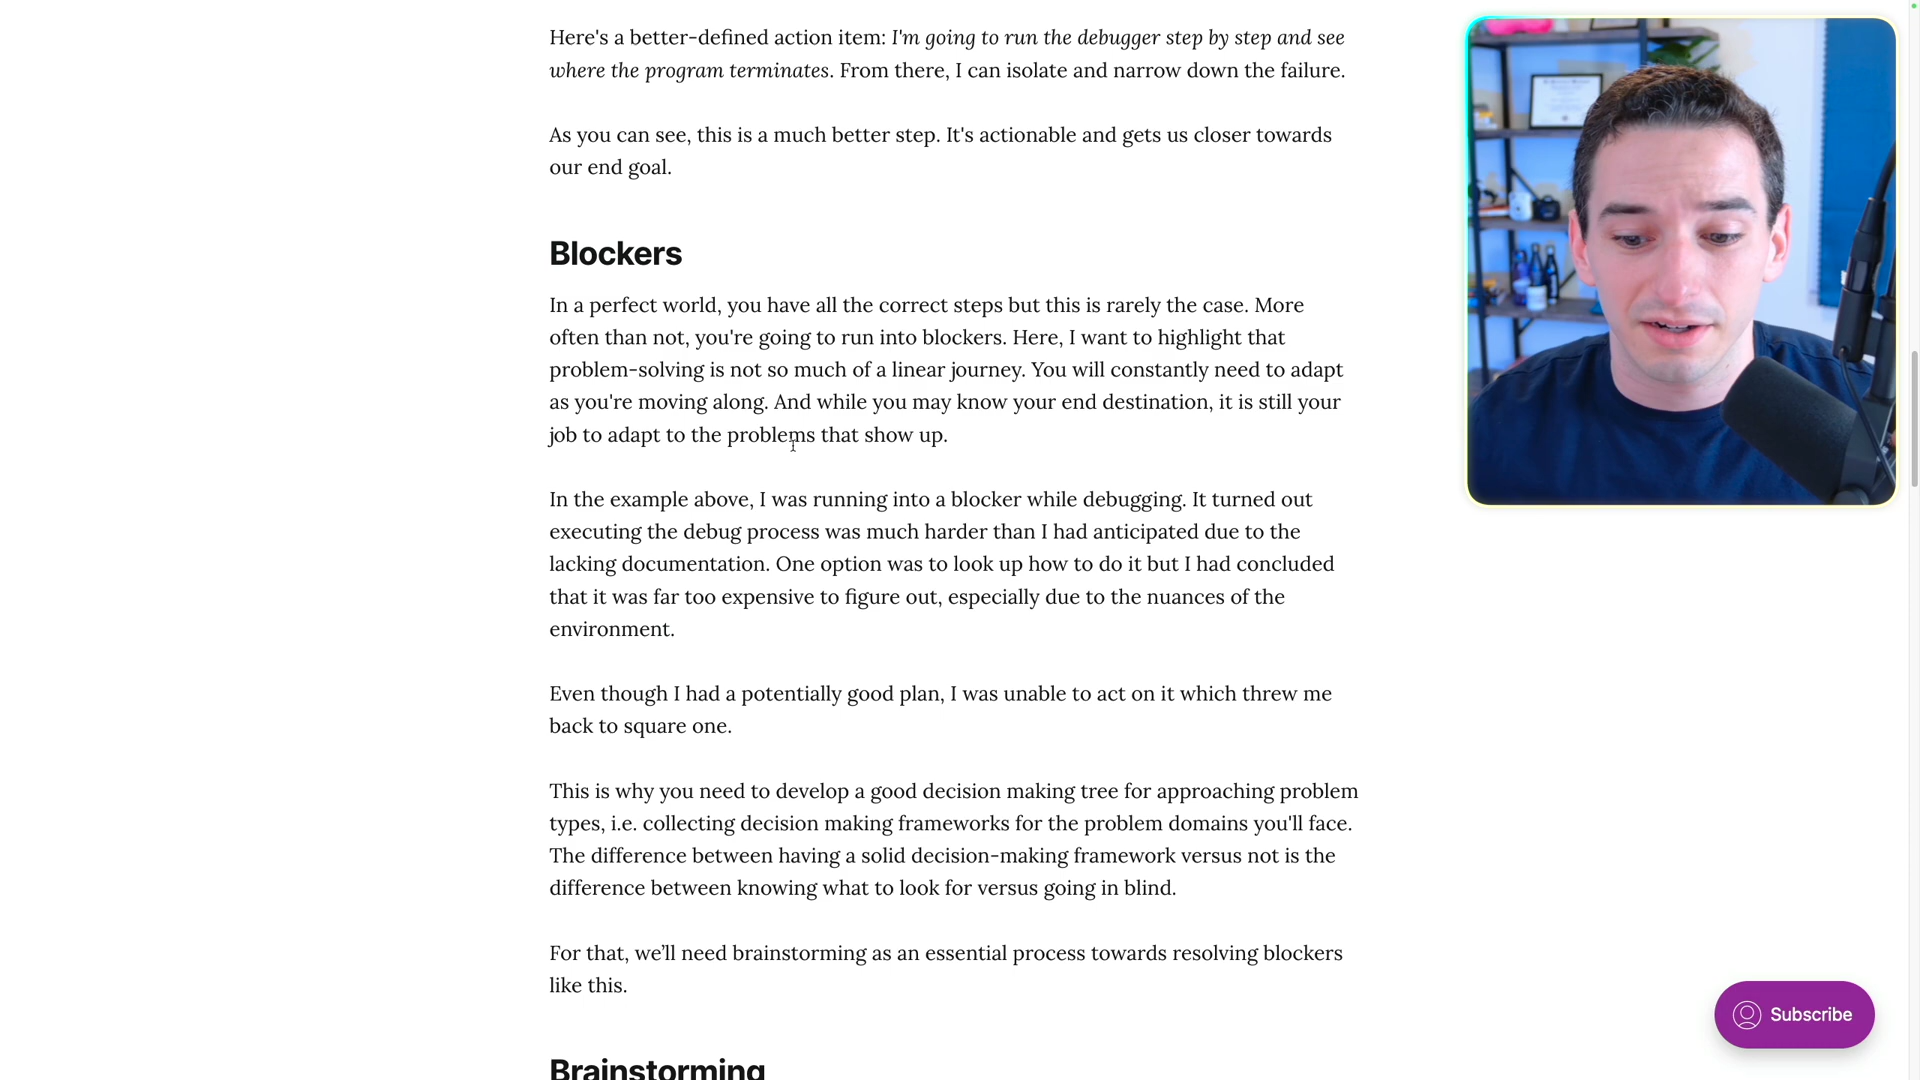 Here's a better-defined action item: I'm going to run the debugger step by step and see
where the program terminates. From there, I can isolate and narrow down the failure.
As you can see, this is a much better step. It's actionable and gets us closer towards
our end goal.
Blockers
In a perfect world, you have all the correct steps but this is rarely the case. More
often than not, you're going to run into blockers. Here, I want to highlight that
problem-solving is not so much of a linear journey. You will constantly need to adapt
as you're moving along. And while you may know your end destination, it is still your
job to adapt to the problems that show up.
In the example above, I was running into a blocker while debugging. It turned out
executing the debug process was much harder than I had anticipated due to the
lacking documentation. One option was to look up how to do it but I had concluded
that it was far too expensive to figure out, especially due to the nuances of the
environment.
Even though I had a potentially good plan, I was unable to act on it which threw me
back to square one.
This is why you need to develop a good decision making tree for approaching problem
types, i.e. collecting decision making frameworks for the problem domains you'll face.
The difference between having a solid decision-making framework versus not is the
difference between knowing what to look for versus going in blind.
For that, we’ll need brainstorming as an essential process towards resolving blockers
like this.
Subscribe
Brainstorming